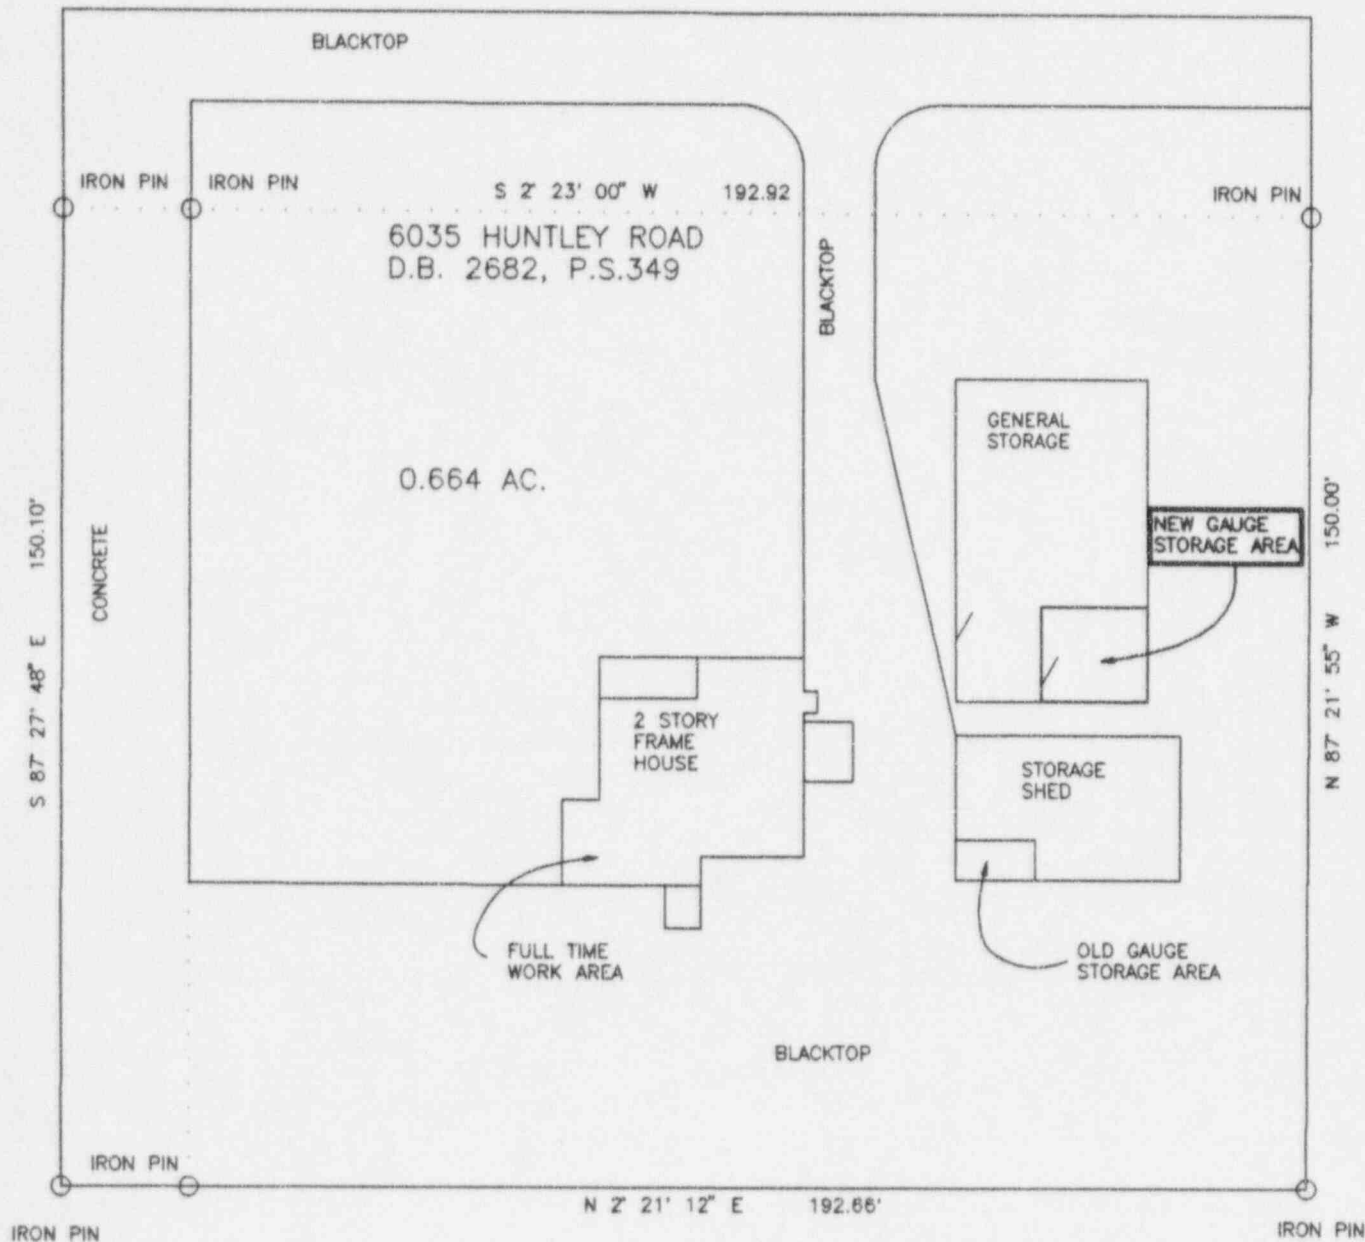 BLACKTOP
IRON PIN
IRON PIN
S 2' 23' 00" W 192.92
IRON PIN
6035 HUNTLEY ROAD
D.B. 2682, P.S.349
BLACKTOP
GENERAL
STORAGE
0.664 AC.
S 87' 27' 48" E 150.10'
CONCRETE
NEW GAUGE
STORAGE AREA
N 87' 21' 55" W 150.00'
2 STORY
FRAME
HOUSE
STORAGE
SHED
FULL TIME
WORK AREA
OLD GAUGE
STORAGE AREA
BLACKTOP
IRON PIN
N 2' 21' 12" E 192.66'
IRON PIN
IRON PIN